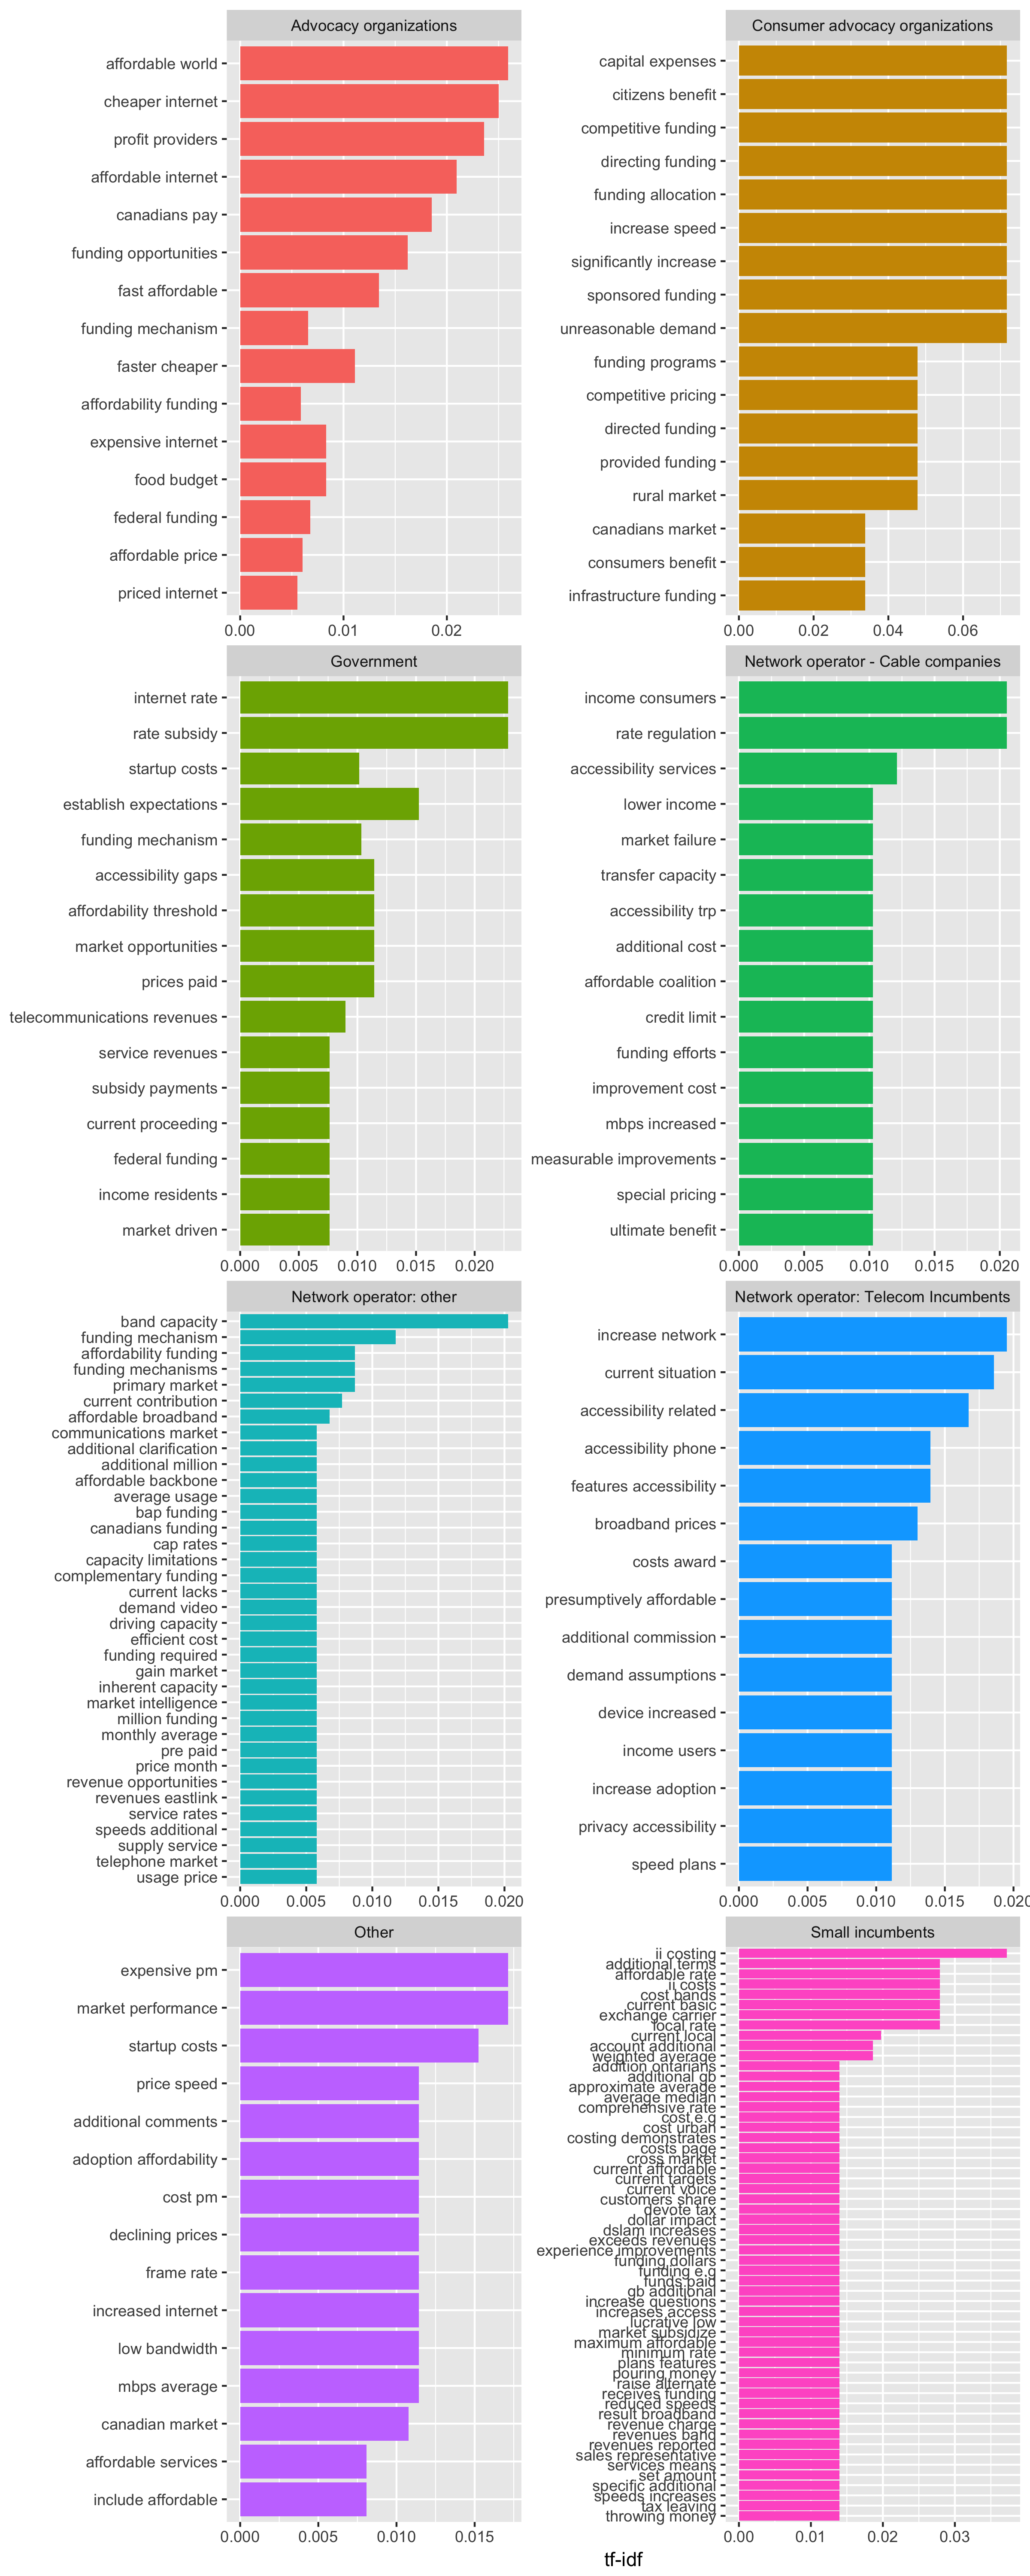 Advocacy organizations
affordable world
cheaper internet
profit providers
affordable internet
canadians pay
funding opportunities
fast affordable
funding mechanism
faster cheaper
affordability funding
expensive internet
food budget
federal funding
affordable price
priced internet
0.00 0.01 0.02
Consumer advocacy organizations
capital expenses
citizens benefit
competitive funding
directing funding
funding allocation
increase speed
significantly increase
sponsored funding
unreasonable demand
funding programs
competitive pricing
directed funding
provided funding
rural market
canadians market
consumers benefit
infrastructure funding
0.00 0.02 0.04 0.06
Government
internet rate
rate subsidy
startup costs
establish expectations
funding mechanism
accessibility gaps
affordability threshold
market opportunities
prices paid
telecommunications revenues
service revenues
subsidy payments
current proceeding
federal funding
income residents
market driven
0.000 0.005 0.010 0.015 0.020
Network operator - Cable companies
income consumers
rate regulation
accessibility services
lower income
market failure
transfer capacity
accessibility trp
additional cost
affordable coalition
credit limit
funding efforts
improvement cost
mbps increased
measurable improvements
special pricing
ultimate benefit
0.000 0.005 0.010 0.015 0.020
Network operator: other
band capacity
funding mechanism
affordability funding
funding mechanisms
primary market
current contribution
affordable broadband
communications market
additional clarification
additional million
affordable backbone
average usage
bap funding
canadians funding
cap rates
capacity limitations
complementary funding
current lacks
demand video
driving capacity
efficient cost
funding required
gain market
inherent capacity
market intelligence
million funding
monthly average
pre paid
price month
revenue opportunities
revenues eastlink
service rates
speeds additional
supply service
telephone market
usage price
0.000 0.005 0.010 0.015 0.020
Network operator: Telecom Incumbents
increase network
current situation
accessibility related
accessibility phone
features accessibility
broadband prices
costs award
presumptively affordable
additional commission
demand assumptions
device increased
income users
increase adoption
privacy accessibility
speed plans
0.000 0.005 0.010 0.015 0.020
Other
expensive pm
market performance
startup costs
price speed
additional comments
adoption affordability
cost pm
declining prices
frame rate
increased internet
low bandwidth
mbps average
canadian market
affordable services
include affordable
0.000 0.005 0.010 0.015
Small incumbents
ii costing
additional terms
affordable rate
ii costs
cost bands
current basic
exchange carrier
local rate
current local
account additional
weighted average
addition ontarians
additional gb
approximate average
average median
comprehensive rate
cost e.g
cost urban
costing demonstrates
costs page
cross market
current affordable
current targets
current voice
customers share
devote tax
dollar impact
dslam increases
exceeds revenues
experience improvements
funding dollars
funding e.g
funds paid
gb additional
increase questions
increases access
lucrative low
market subsidize
maximum affordable
minimum rate
plans features
pouring money
raise alternate
receives funding
reduced speeds
result broadband
revenue charge
revenues band
revenues reported
sales representative
services means
set amount
specific additional
speeds increases
tax leaving
throwing money
0.00 0.01 0.02 0.03
tf-idf